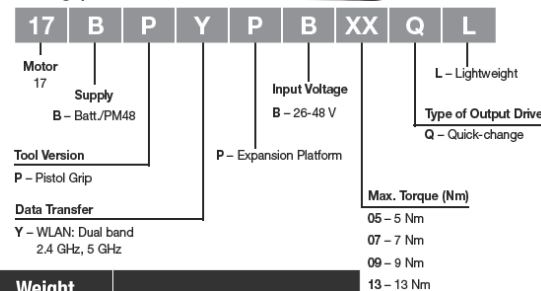 17 B P Y P B XX Q L
Motor
17
Supply
B – Batt./PM48
Input Voltage
B – 26-48 V
L – Lightweight
Type of Output Drive
Q – Quick-change
Tool Version
P – Pistol Grip
P – Expansion Platform
Data Transfer
Y – WLAN: Dual band
2.4 GHz, 5 GHz
Max. Torque (Nm)
05 – 5 Nm
07 – 7 Nm
09 – 9 Nm
13 – 13 Nm
Weight